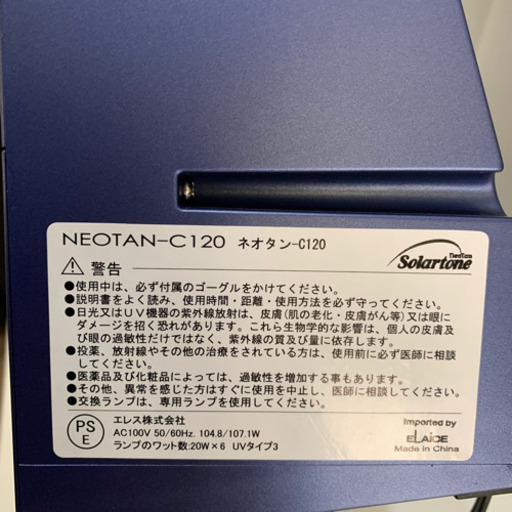 NEOTAN-C120 ネオタン-C120
NeoTan
Solartone
警告
●使用中は、必ず付属のゴーグルをかけてください。
●説明書をよく読み、使用時間・距離・使用方法を必ず守ってください。
●日光又はUV機器の紫外線放射は、皮膚(肌の老化・皮膚がん等)又は眼に
ダメージを招く恐れがあります。これら生物学的な影響は、個人の皮膚及
び眼の過敏性だけではなく、紫外線の質及び量に依存します。
●投薬、放射線やその他の治療をされている方は、使用前に必ず医師に相談
してください。
●医薬品及び化粧品によっては、過敏性を増加する事もあります。
●その他、異常を感じた方はすぐに使用を中止し、医師に相談してください。
●交換ランプは、専用ランプを使用してください。
PS
E
エレス株式会社
AC100V 50/60Hz. 104.8/107.1W
ランプのワット数:20W×6 UVタイプ3
Imported by
ELAiCE
Made in China